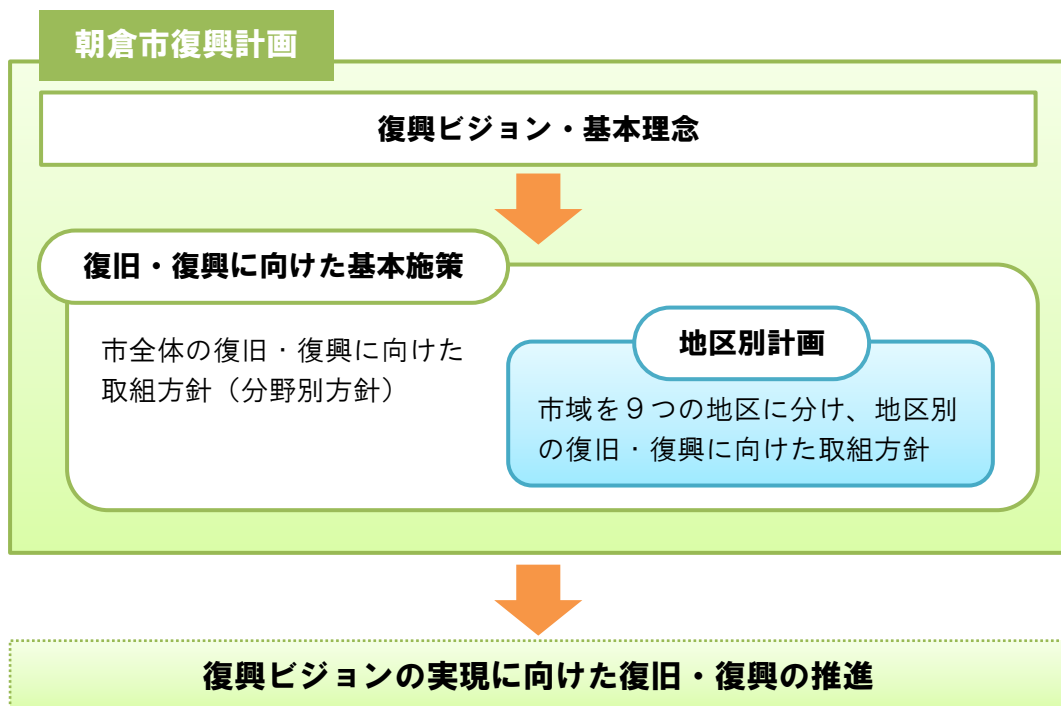 朝倉市復興計画
復興ビジョン・基本理念
復旧・復興に向けた基本施策
市全体の復旧・復興に向けた
取組方針（分野別方針）
地区別計画
市域を９つの地区に分け、地区別
の復旧・復興に向けた取組方針
復興ビジョンの実現に向けた復旧・復興の推進